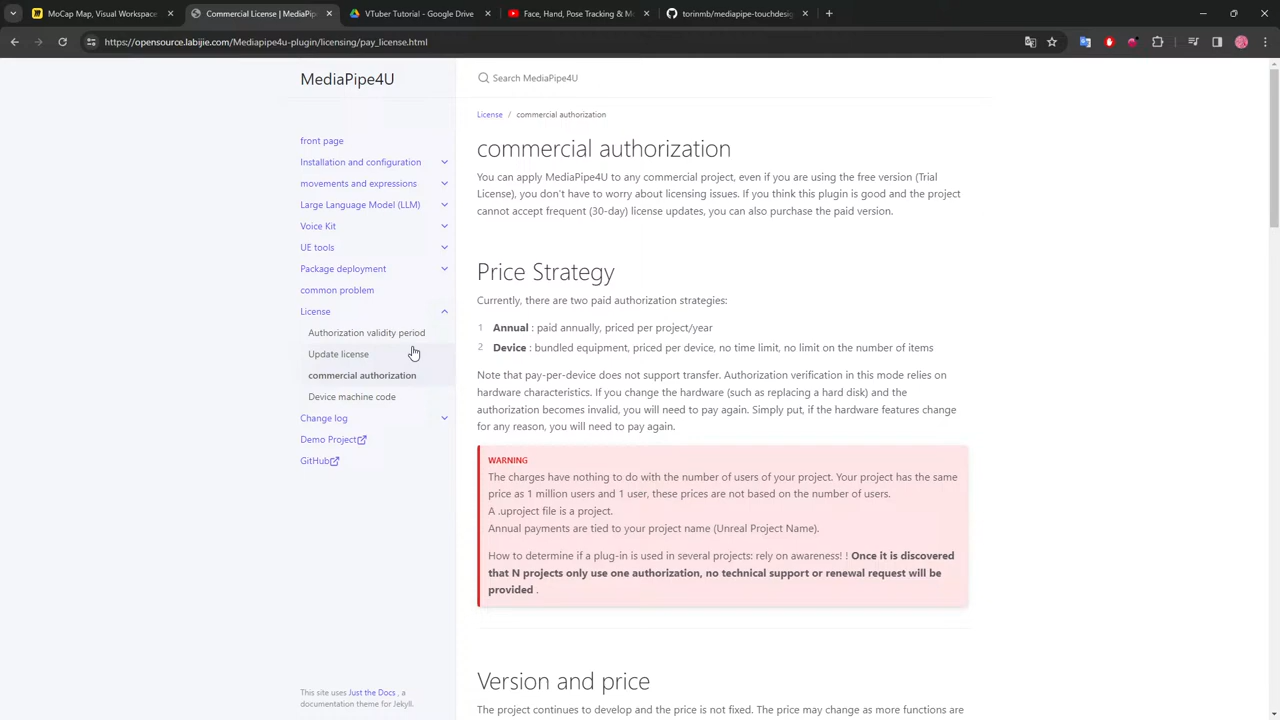 MoCap Map, Visual Workspace
Commercial License | MediaPip
VTuber Tutorial - Google Drive
Face, Hand, Pose Tracking & M
torinmb/mediapipe-touchdesig
https://opensource.labijie.com/Mediapipe4u-plugin/licensing/pay_license.html
MediaPipe4U
Search MediaPipe4U
front page
Installation and configuration
movements and expressions
Large Language Model (LLM)
Voice Kit
UE tools
Package deployment
common problem
License
Authorization validity period
Update license
commercial authorization
Device machine code
Change log
Demo Project
GitHub
This site uses Just the Docs , a
documentation theme for Jekyll.
License / commercial authorization
commercial authorization
You can apply MediaPipe4U to any commercial project, even if you are using the free version (Trial
License), you don't have to worry about licensing issues. If you think this plugin is good and the project
cannot accept frequent (30-day) license updates, you can also purchase the paid version.
Price Strategy
Currently, there are two paid authorization strategies:
1 Annual : paid annually, priced per project/year
2 Device : bundled equipment, priced per device, no time limit, no limit on the number of items
Note that pay-per-device does not support transfer. Authorization verification in this mode relies on
hardware characteristics. If you change the hardware (such as replacing a hard disk) and the
authorization becomes invalid, you will need to pay again. Simply put, if the hardware features change
for any reason, you will need to pay again.
WARNING
The charges have nothing to do with the number of users of your project. Your project has the same
price as 1 million users and 1 user, these prices are not based on the number of users.
A .uproject file is a project.
Annual payments are tied to your project name (Unreal Project Name).
How to determine if a plug-in is used in several projects: rely on awareness! ! Once it is discovered
that N projects only use one authorization, no technical support or renewal request will be
provided .
Version and price
The project continues to develop and the price is not fixed. The price may change as more functions are